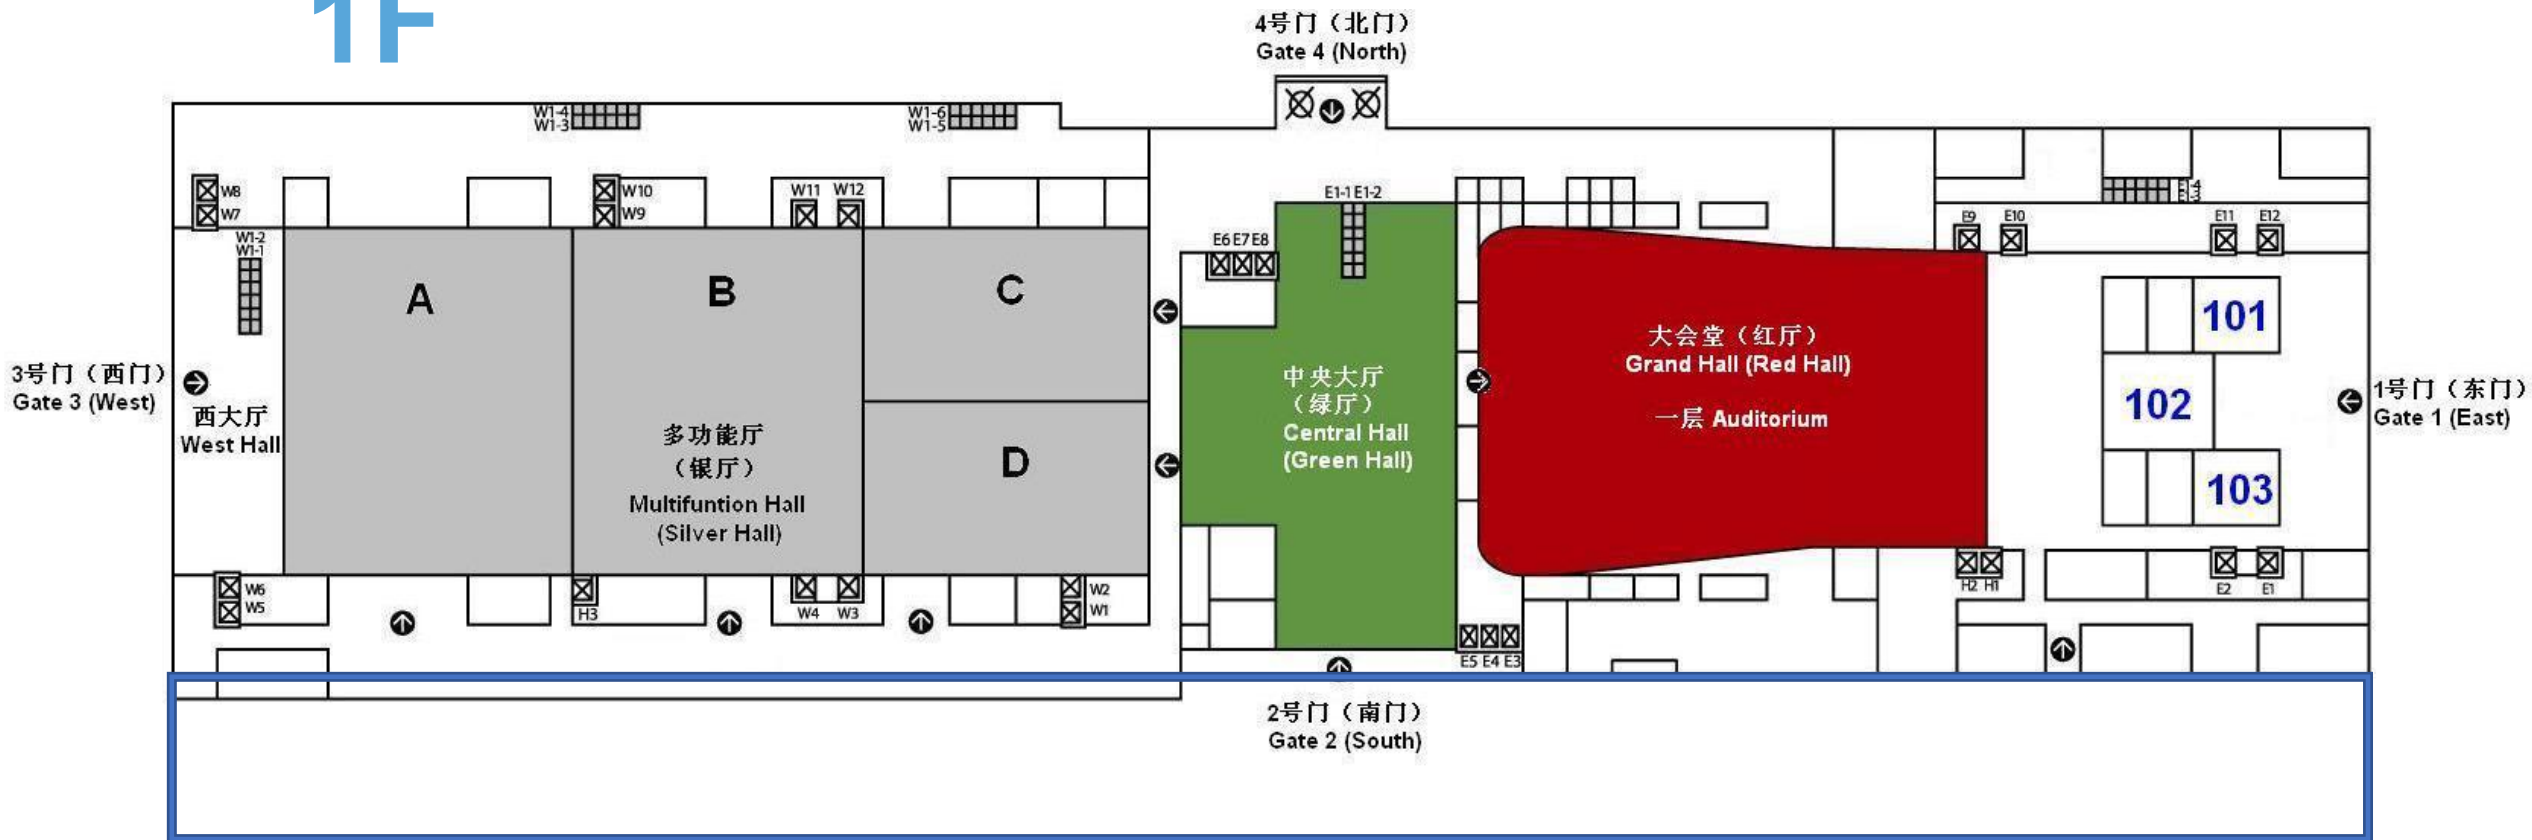 1F
4号门（北门）
Gate 4 (North)
W1-4
W1-3
W1-6
W1-5
W8
W7
W10
W9
W11 W12
E1-1 E1-2
E1-4
E1-3
W1-2
W1-1
E6 E7 E8
E9 E10
E11 E12
A
B
C
D
101
102
103
大会堂（红厅）
Grand Hall (Red Hall)
一层 Auditorium
中央大厅
（绿厅）
Central Hall
(Green Hall)
3号门（西门）
Gate 3 (West)
西大厅
West Hall
1号门（东门）
Gate 1 (East)
多功能厅
（银厅）
Multifuntion Hall
(Silver Hall)
W6
W5
H3
W4 W3
W2
W1
H2 H1
E2 E1
E5 E4 E3
2号门（南门）
Gate 2 (South)